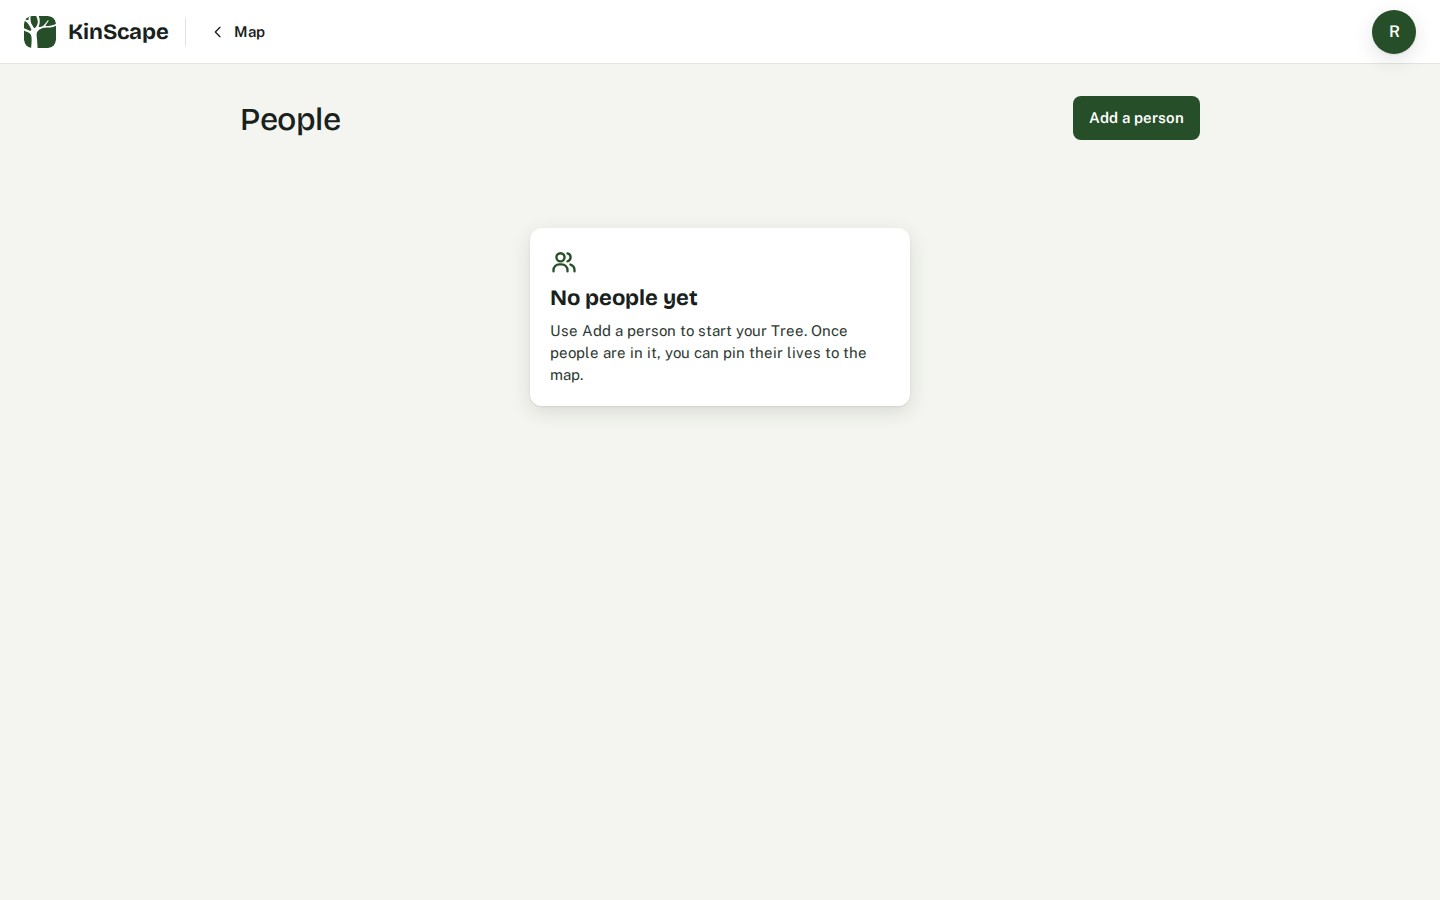 KinScape
Map
R
People
Add a person
No people yet
Use Add a person to start your Tree. Once
people are in it, you can pin their lives to the
map.